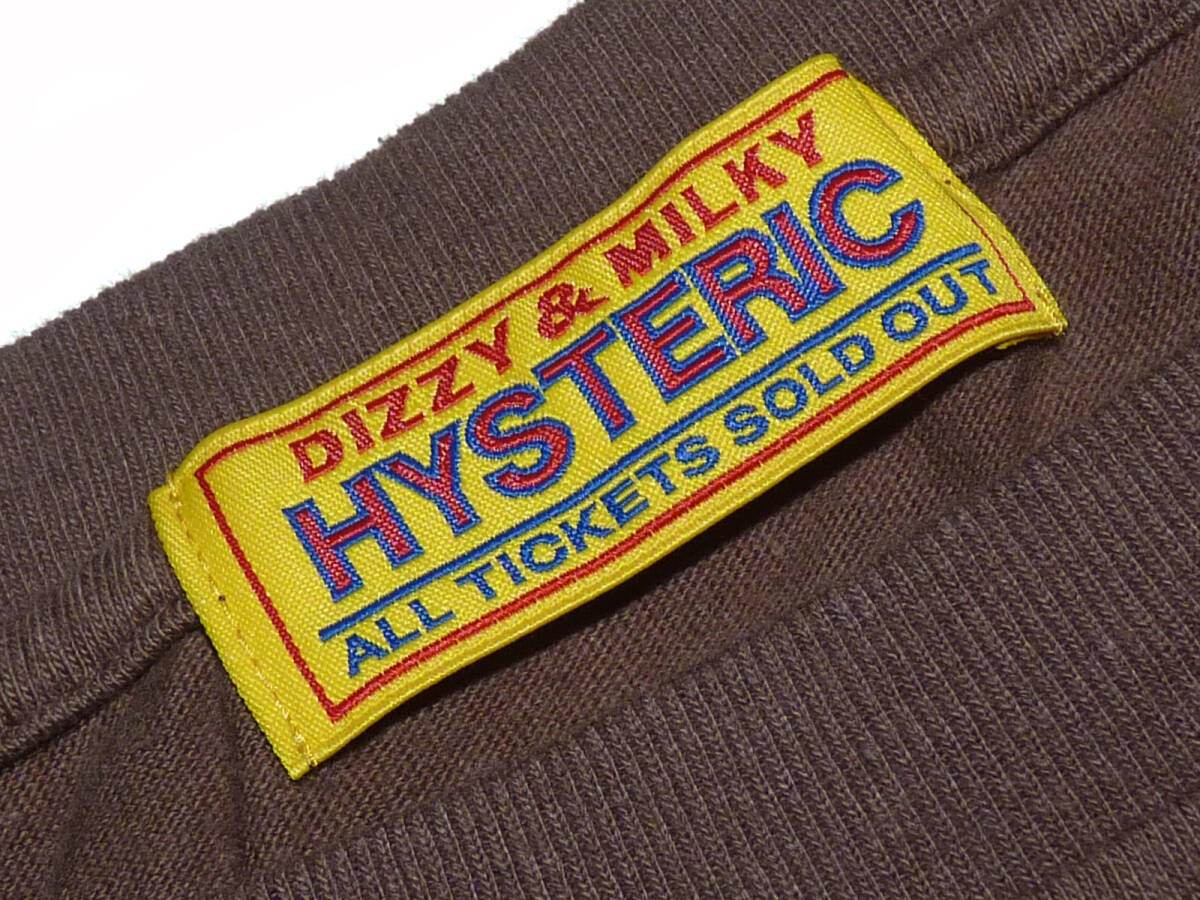 DIZZY & MILKY
HYSTERIC
ALL TICKETS SOLD OUT